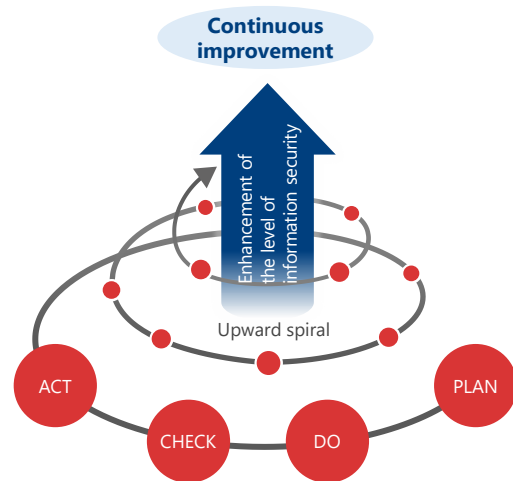 Continuous
improvement
Enhancement of
the level of
information security
Upward spiral
ACT
PLAN
CHECK
DO